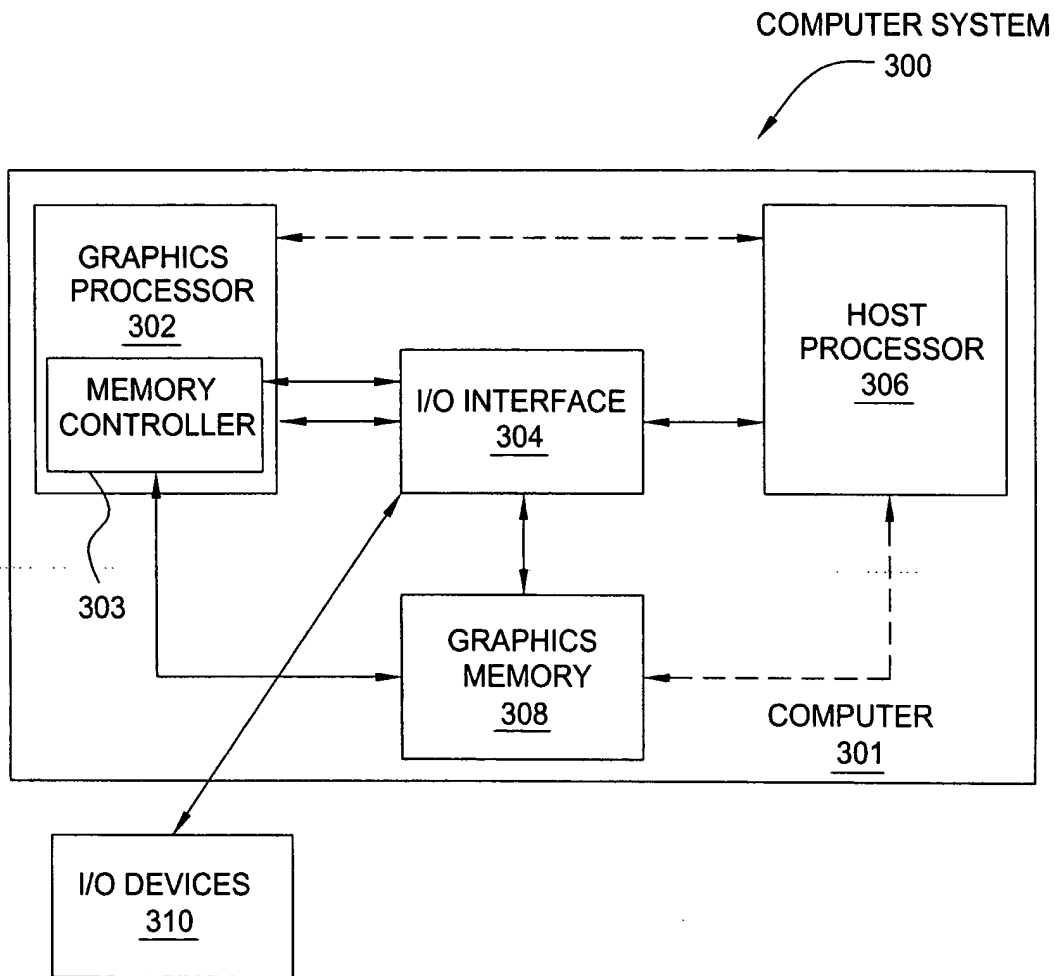 COMPUTER SYSTEM
300
GRAPHICS
PROCESSOR
302
MEMORY
CONTROLLER
303
I/O INTERFACE
304
HOST
PROCESSOR
306
GRAPHICS
MEMORY
308
COMPUTER
301
I/O DEVICES
310